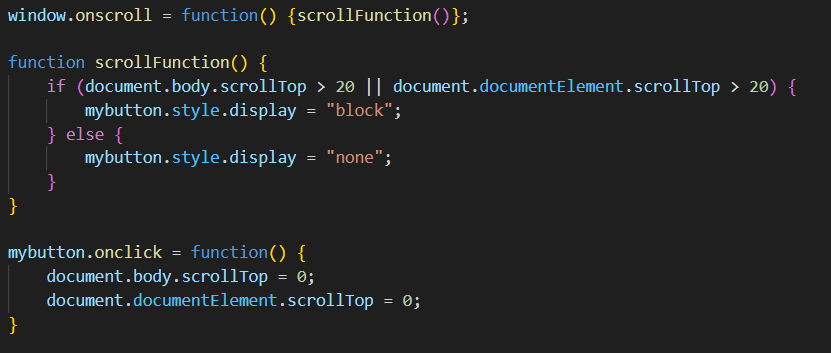 window.onscroll = function() {scrollFunction()};

function scrollFunction() {
    if (document.body.scrollTop > 20 || document.documentElement.scrollTop > 20) {
        mybutton.style.display = "block";
    } else {
        mybutton.style.display = "none";
    }
}

mybutton.onclick = function() {
    document.body.scrollTop = 0;
    document.documentElement.scrollTop = 0;
}